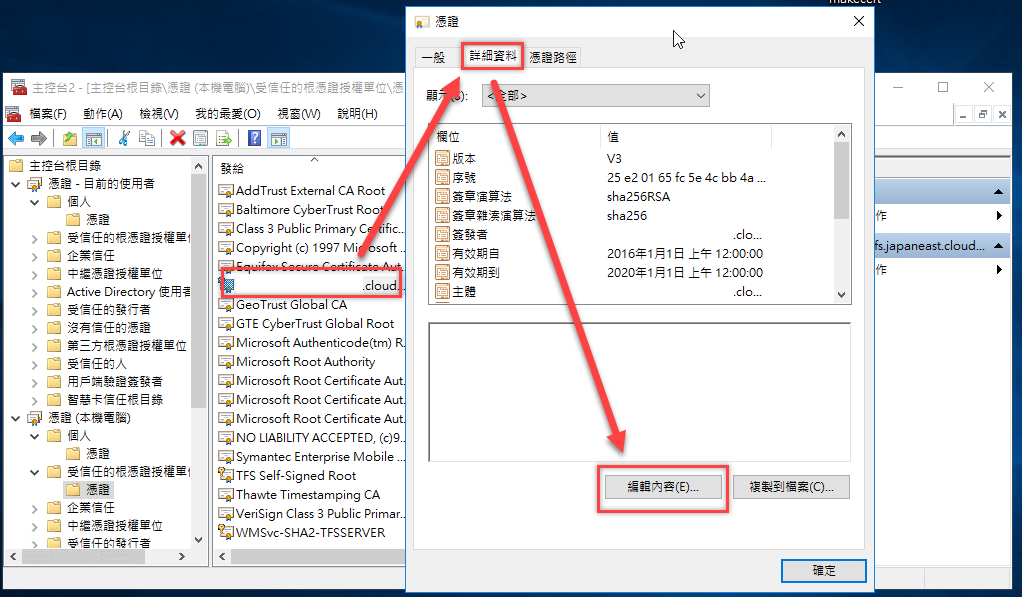 makecert
憑證
一般
詳細資料
憑證路徑
<全部>
欄位
值
版本
V3
序號
25 e2 01 65 fc 5e 4c bb 4a ...
簽章演算法
sha256RSA
簽章雜湊演算法
sha256
簽發者
.clo...
有效期自
2016年1月1日 上午 12:00:00
有效期到
2020年1月1日 上午 12:00:00
主體
.clo...
編輯內容(E)...
複製到檔案(C)...
確定
主控台2 - [主控台根目錄\憑證 (本機電腦)\受信任的根憑證授權單位\憑
檔案(F)
動作(A)
檢視(V)
我的最愛(O)
視窗(W)
說明(H)
主控台根目錄
憑證 - 目前的使用者
個人
憑證
受信任的根憑證授權單位
企業信任
中繼憑證授權單位
Active Directory 使用者
受信任的發行者
沒有信任的憑證
第三方根憑證授權單位
受信任的人
用戶端驗證簽發者
智慧卡信任根目錄
憑證 (本機電腦)
個人
憑證
受信任的根憑證授權單位
憑證
企業信任
中繼憑證授權單位
受信任的發行者
發給
AddTrust External CA Root
Baltimore CyberTrust Root
Class 3 Public Primary Certific...
Copyright (c) 1997 Microsoft ...
Equifax Secure Certificate Aut...
.cloud...
GeoTrust Global CA
GTE CyberTrust Global Root
Microsoft Authenticode(tm) R...
Microsoft Root Authority
Microsoft Root Certificate Aut...
Microsoft Root Certificate Aut...
Microsoft Root Certificate Aut...
NO LIABILITY ACCEPTED, (c)9...
Symantec Enterprise Mobile ...
TFS Self-Signed Root
Thawte Timestamping CA
VeriSign Class 3 Public Primar...
WMSvc-SHA2-TFSSERVER
作
fs.japaneast.cloud...
作